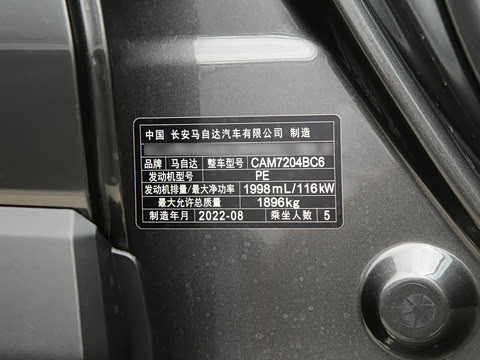 中国 长安马自达汽车有限公司 制造
品牌 马自达 整车型号 CAM7204BC6
发动机型号 PE
发动机排量/最大净功率 1998mL/116kW
最大允许总质量 1896kg
制造年月 2022-08 乘坐人数 5